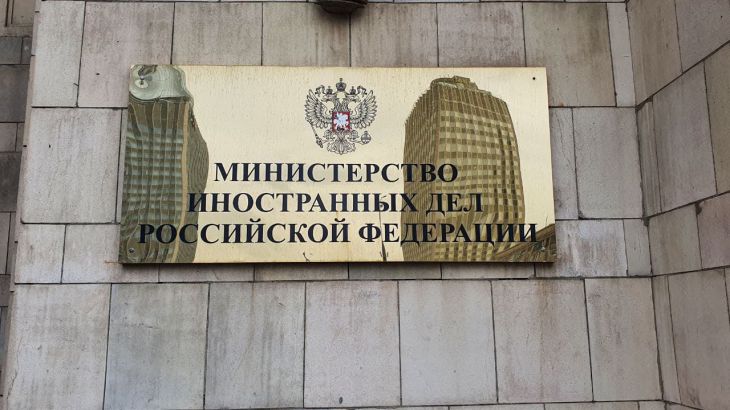 МИНИСТЕРСТВО
ИНОСТРАННЫХ ДЕЛ
РОССИЙСКОЙ ФЕДЕРАЦИИ